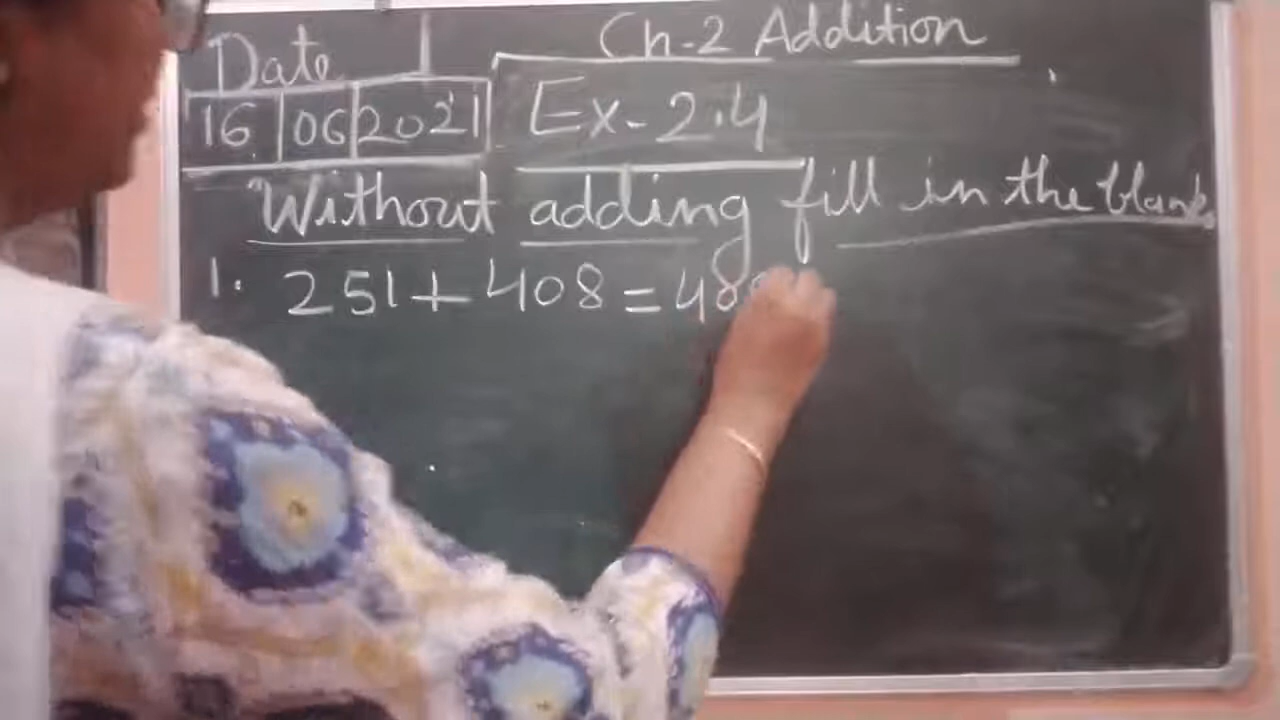 Ch-2 Addition
Date
16 06 2021
Ex-2.4
Without adding fill in the blanks
1. 251+408=48